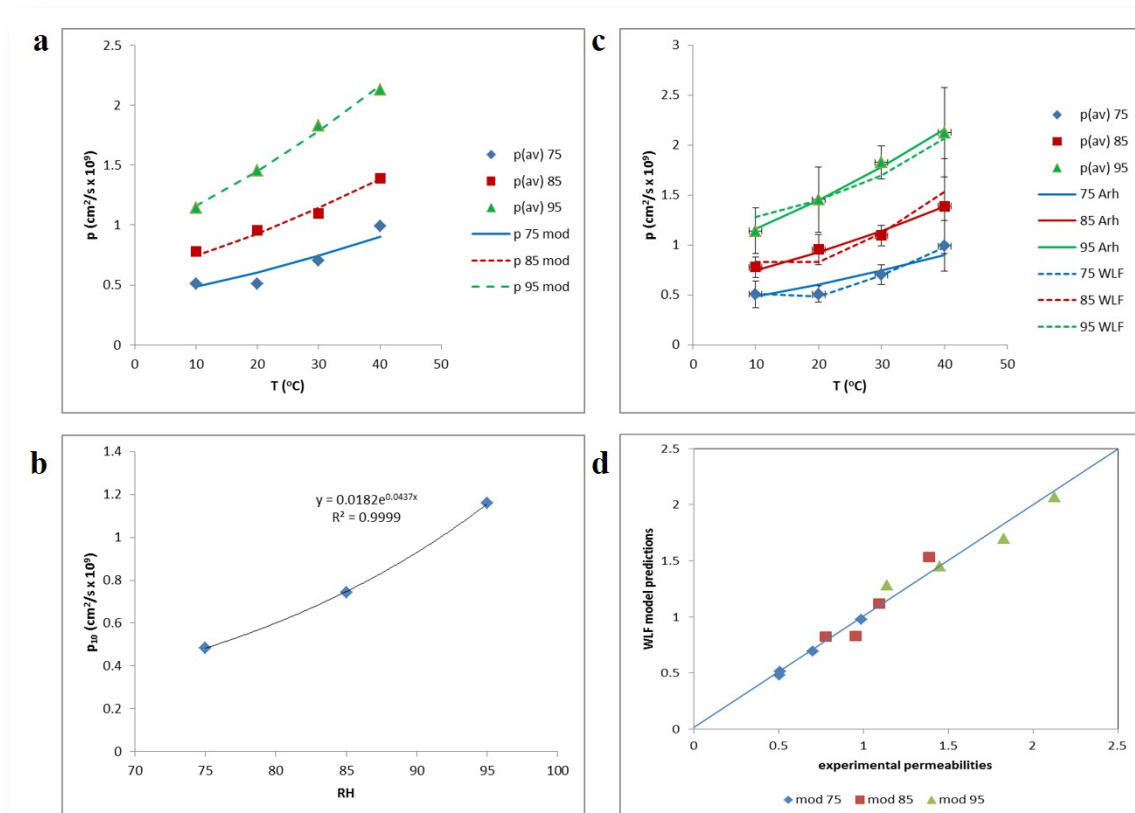 a
2.5
2
1.5
1
0.5
0
0
10
20
30
40
50
p (cm²/s x 10⁹)
T (ᵒC)
p(av) 75
p(av) 85
p(av) 95
p 75 mod
p 85 mod
p 95 mod
c
3
2.5
2
1.5
1
0.5
0
0
10
20
30
40
50
p (cm²/s x 10⁹)
T (ᵒC)
p(av) 75
p(av) 85
p(av) 95
75 Arh
85 Arh
95 Arh
75 WLF
85 WLF
95 WLF
b
1.4
1.2
1
0.8
0.6
0.4
0.2
0
70
75
80
85
90
95
100
p₁₀ (cm²/s x 10⁹)
RH
y = 0.0182e^0.0437x
R² = 0.9999
d
2.5
2
1.5
1
0.5
0
0
0.5
1
1.5
2
2.5
WLF model predictions
experimental permeabilities
mod 75 mod 85 mod 95